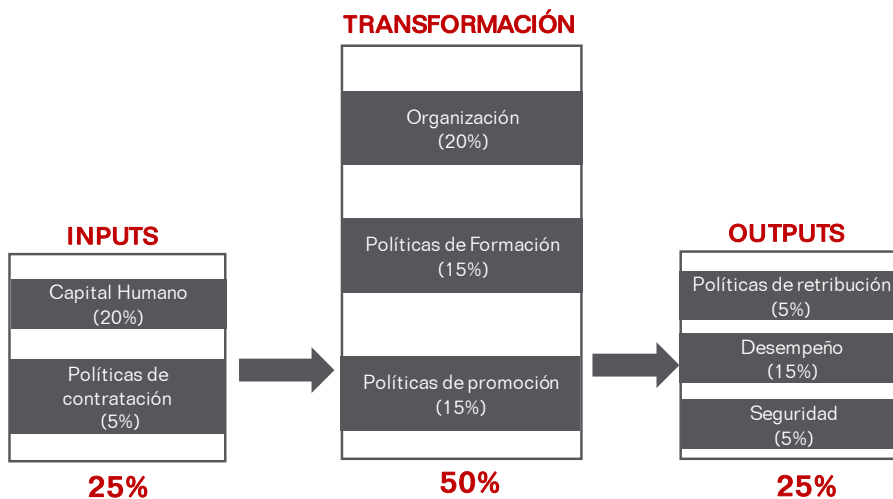 INPUTS
Capital Humano
(20%)
Políticas de
contratación
(5%)
25%
TRANSFORMACIÓN
Organización
(20%)
Políticas de Formación
(15%)
Políticas de promoción
(15%)
50%
OUTPUTS
Políticas de retribución
(5%)
Desempeño
(15%)
Seguridad
(5%)
25%